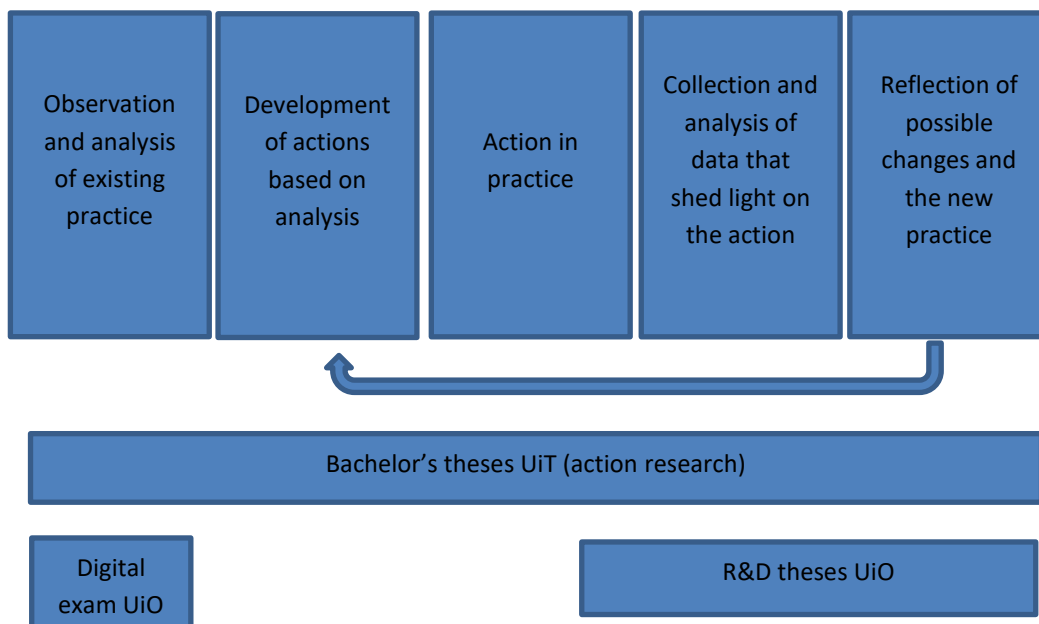 Observation
and analysis
of existing
practice
Development
of actions
based on
analysis
Action in
practice
Collection and
analysis of
data that
shed light on
the action
Reflection of
possible
changes and
the new
practice
Bachelor’s theses UiT (action research)
Digital
exam UiO
R&D theses UiO